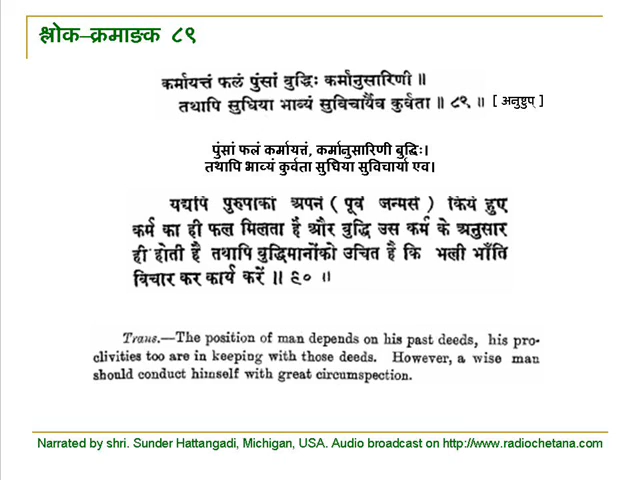 श्लोक–क्रमाङ्क ८९
कर्मायत्तं फलं पुंसां बुद्धिः कर्मानुसारिणी ॥
तथापि सुधिया भाव्यं सुविचार्यैव कुर्वता ॥ ८९ ॥ [ अनुष्टुप् ]
पुंसां फलं कर्मायत्तं, कर्मानुसारिणी बुद्धिः।
तथापि भाव्यं कुर्वता सुधिया सुविचार्या एव।
यद्यपि पुरुषोको अपने ( पूर्व जन्मसे ) किये हुए
कर्म का ही फल मिलता है और बुद्धि उस कर्म के अनुसार
ही होती है तथापि बुद्धिमानोंको उचित है कि भली भाँति
विचार कर कार्य करें ॥ ९० ॥
Trans.—The position of man depends on his past deeds, his pro-
clivities too are in keeping with those deeds. However, a wise man
should conduct himself with great circumspection.
Narrated by shri. Sunder Hattangadi, Michigan, USA. Audio broadcast on http://www.radiochetana.com